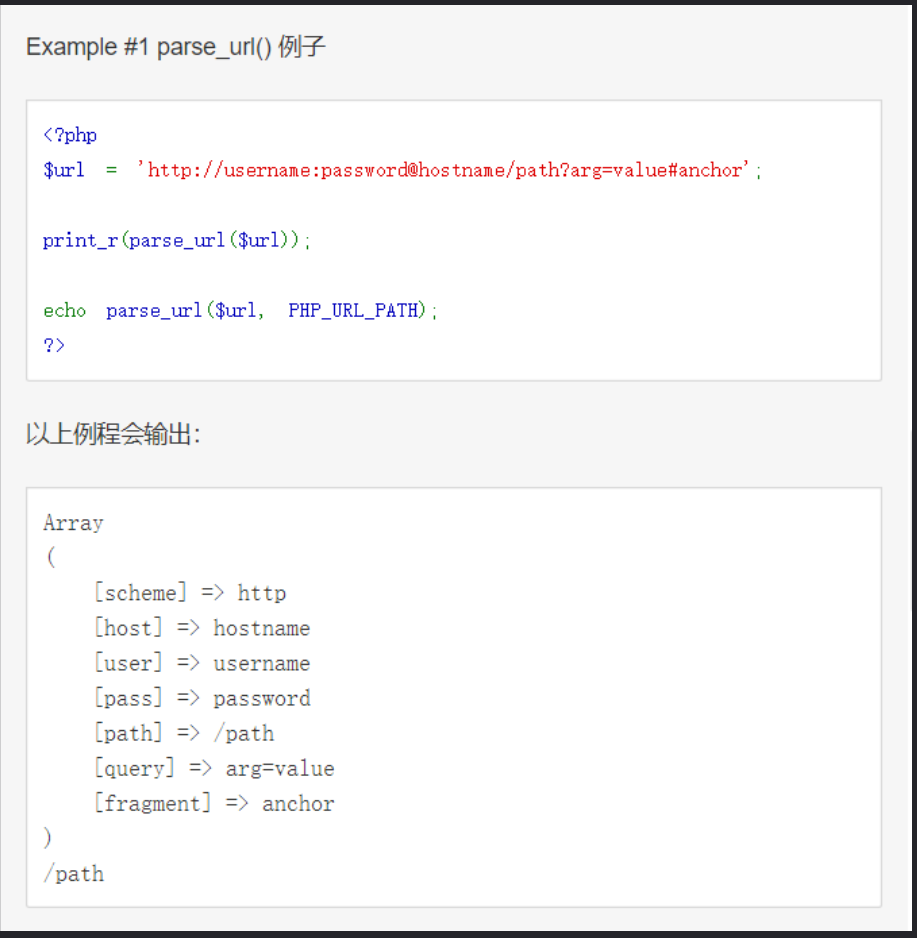 Example #1 parse_url() 例子
<?php
$url = 'http://username:password@hostname/path?arg=value#anchor';
print_r(parse_url($url));
echo parse_url($url, PHP_URL_PATH);
?>
以上例程会输出：
Array
(
    [scheme] => http
    [host] => hostname
    [user] => username
    [pass] => password
    [path] => /path
    [query] => arg=value
    [fragment] => anchor
)
/path